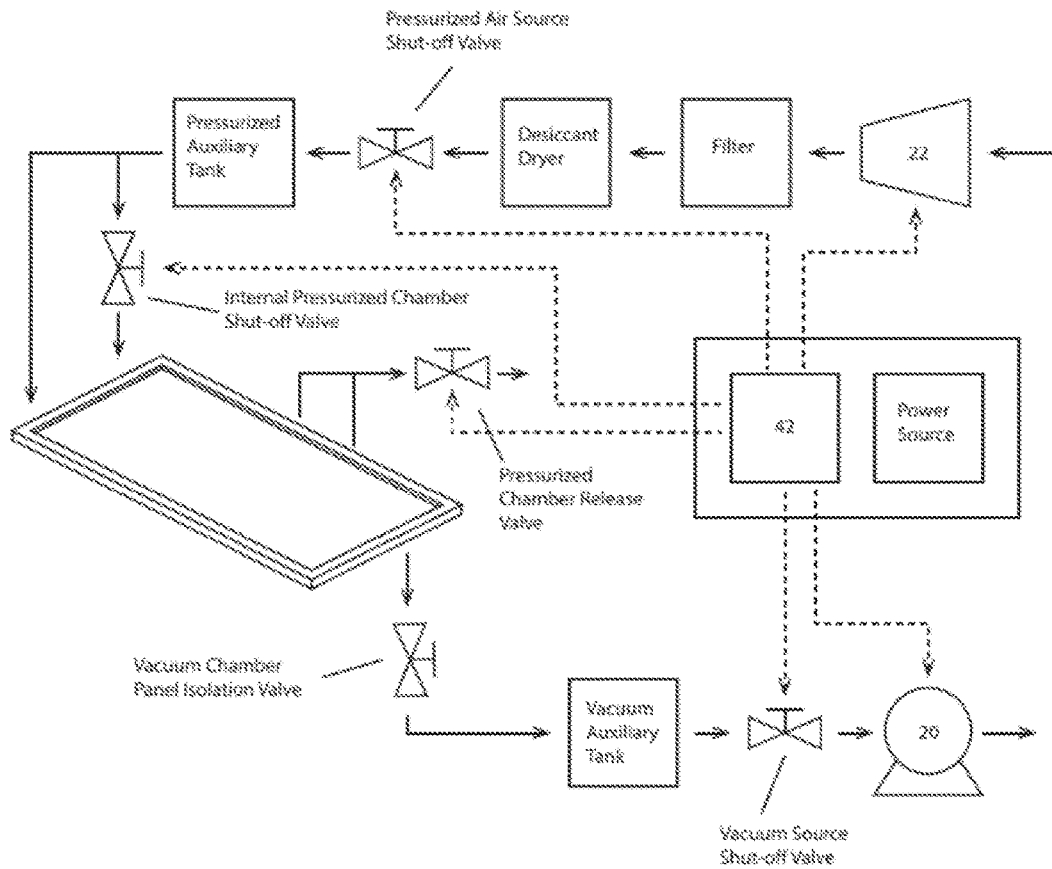 Pressurized Air Source
Shut-off Valve
Pressurized
Auxiliary
Tank
Desiccant
Dryer
Filter
22
Internal Pressurized Chamber
Shut-off Valve
42
Power
Source
Pressurized
Chamber Release
Valve
Vacuum Chamber
Panel Isolation Valve
Vacuum
Auxiliary
Tank
20
Vacuum Source
Shut-off Valve